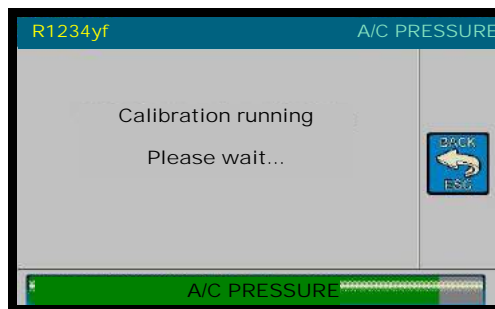 R1234yf A/C PRESSURE
Calibration running
Please wait...
BACK
ESC
A/C PRESSURE